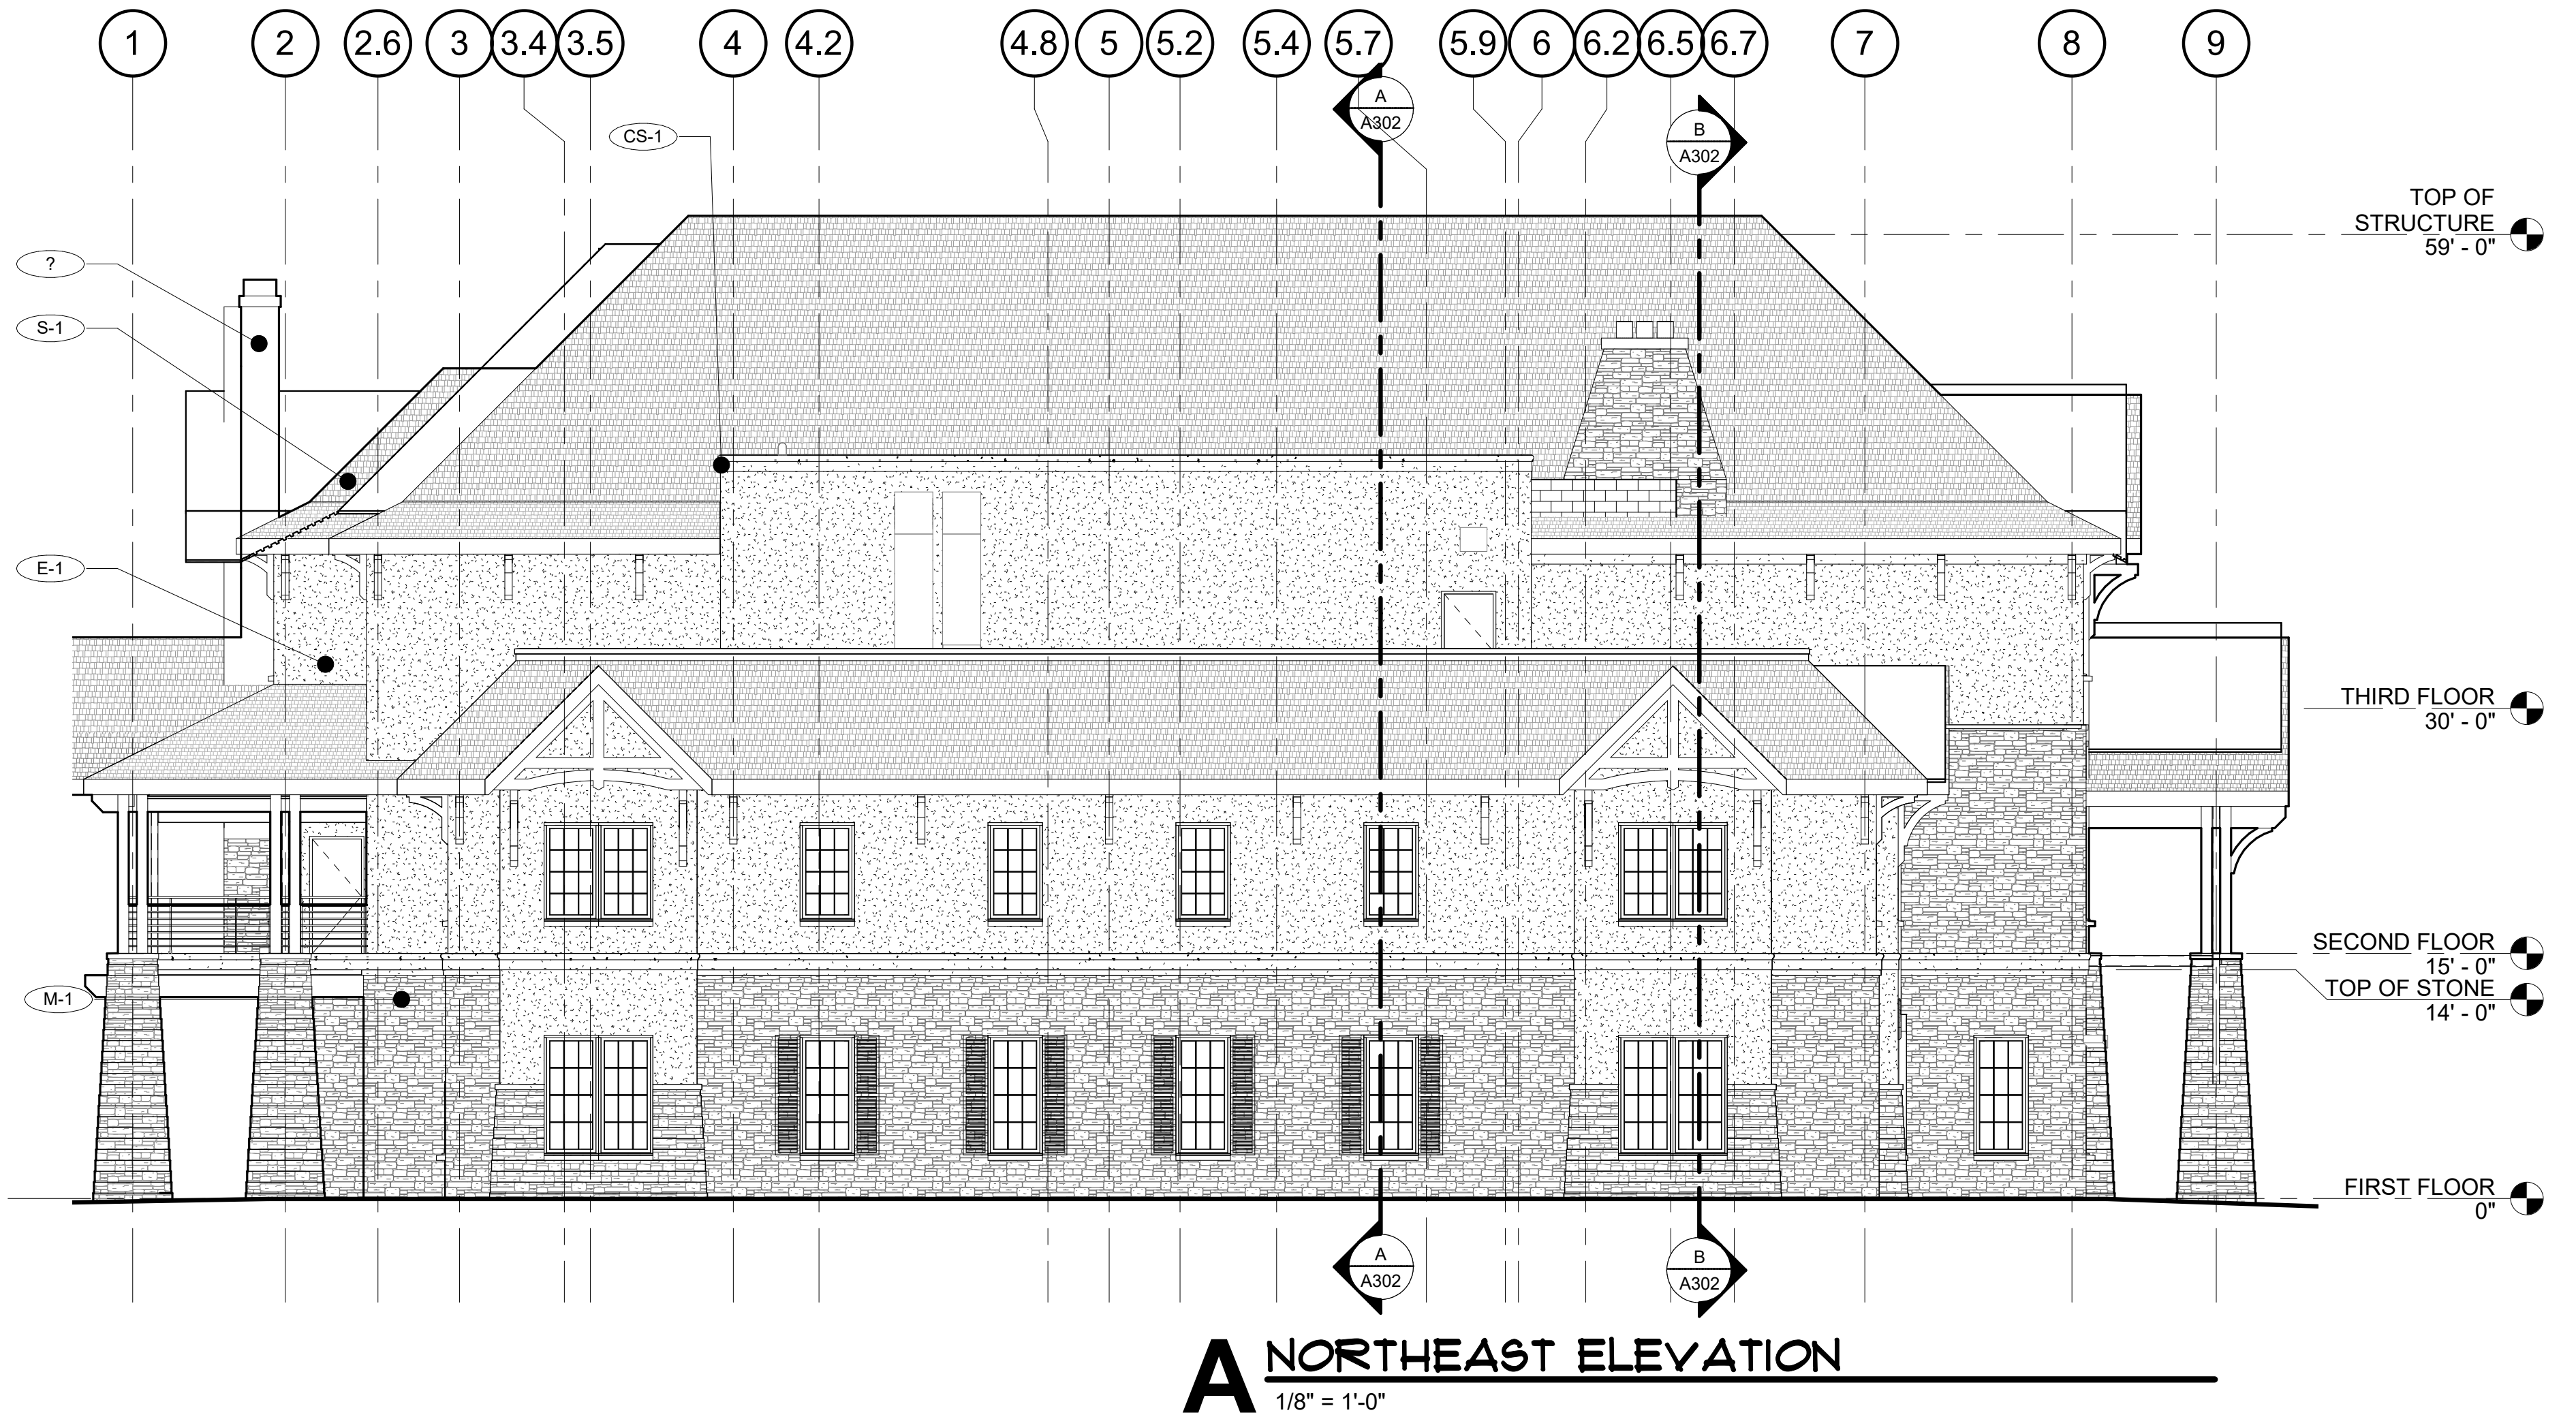 1 2 2.6 3 3.4 3.5 4 4.2 4.8 5 5.2 5.4 5.7 5.9 6 6.2 6.5 6.7 7 8 9
A
A302
B
A302
CS-1
TOP OF
STRUCTURE
59' - 0"
?
S-1
E-1
THIRD FLOOR
30' - 0"
SECOND FLOOR
15' - 0"
M-1
TOP OF STONE
14' - 0"
FIRST FLOOR
0"
A
A302
B
A302
A NORTHEAST ELEVATION
1/8" = 1'-0"